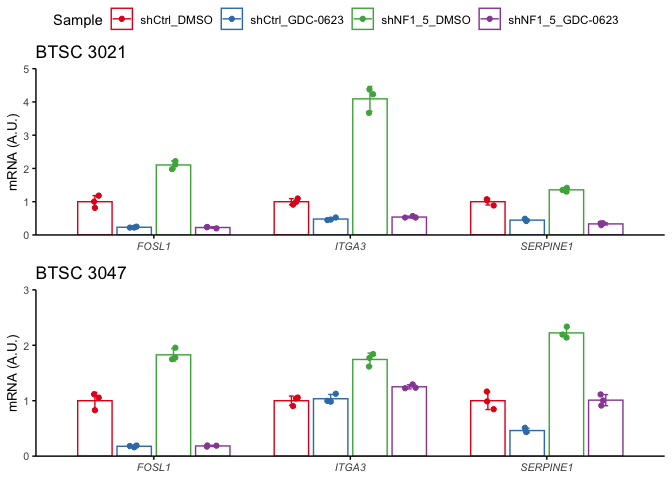 Sample shCtrl_DMSO shCtrl_GDC-0623 shNF1_5_DMSO shNF1_5_GDC-0623
BTSC 3021
mRNA (A.U.)
5
4
3
2
1
0
FOSL1 ITGA3 SERPINE1
BTSC 3047
mRNA (A.U.)
3
2
1
0
FOSL1 ITGA3 SERPINE1